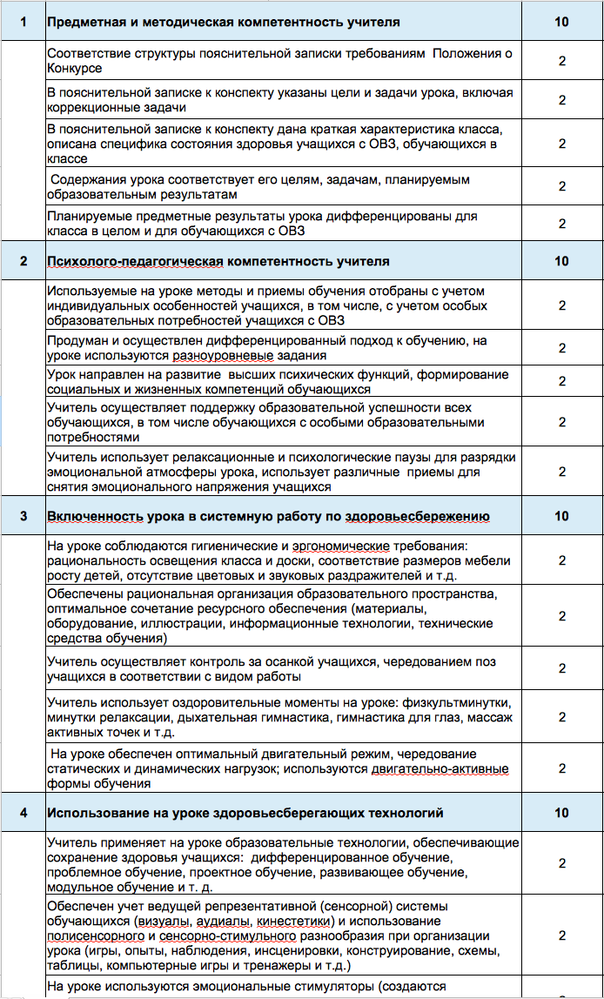 1 Предметная и методическая компетентность учителя 10
Соответствие структуры пояснительной записки требованиям Положения о
Конкурсе
2
В пояснительной записке к конспекту указаны цели и задачи урока, включая
коррекционные задачи
2
В пояснительной записке к конспекту дана краткая характеристика класса,
описана специфика состояния здоровья учащихся с ОВЗ, обучающихся в
классе
2
Содержания урока соответствует его целям, задачам, планируемым
образовательным результатам
2
Планируемые предметные результаты урока дифференцированы для
класса в целом и для обучающихся с ОВЗ
2
2 Психолого-педагогическая компетентность учителя 10
Используемые на уроке методы и приемы обучения отобраны с учетом
индивидуальных особенностей учащихся, в том числе, с учетом особых
образовательных потребностей учащихся с ОВЗ
2
Продуман и осуществлен дифференцированный подход к обучению, на
уроке используются разноуровневые задания
2
Урок направлен на развитие высших психических функций, формирование
социальных и жизненных компетенций обучающихся
2
Учитель осуществляет поддержку образовательной успешности всех
обучающихся, в том числе обучающихся с особыми образовательными
потребностями
2
Учитель использует релаксационные и психологические паузы для разрядки
эмоциональной атмосферы урока, использует различные приемы для
снятия эмоционального напряжения учащихся
2
3 Включенность урока в системную работу по здоровьесбережению 10
На уроке соблюдаются гигиенические и эргономические требования:
рациональность освещения класса и доски, соответствие размеров мебели
росту детей, отсутствие цветовых и звуковых раздражителей и т.д.
2
Обеспечены рациональная организация образовательного пространства,
оптимальное сочетание ресурсного обеспечения (материалы,
оборудование, иллюстрации, информационные технологии, технические
средства обучения)
2
Учитель осуществляет контроль за осанкой учащихся, чередованием поз
учащихся в соответствии с видом работы
2
Учитель использует оздоровительные моменты на уроке: физкультминутки,
минутки релаксации, дыхательная гимнастика, гимнастика для глаз, массаж
активных точек и т.д.
2
На уроке обеспечен оптимальный двигательный режим, чередование
статических и динамических нагрузок; используются двигательно-активные
формы обучения
2
4 Использование на уроке здоровьесберегающих технологий 10
Учитель применяет на уроке образовательные технологии, обеспечивающие
сохранение здоровья учащихся: дифференцированное обучение,
проблемное обучение, проектное обучение, развивающее обучение,
модульное обучение и т. д.
2
Обеспечен учет ведущей репрезентативной (сенсорной) системы
обучающихся (визуалы, аудиалы, кинестетики) и использование
полисенсорного и сенсорно-стимульного разнообразия при организации
урока (игры, опыты, наблюдения, инсценировки, конструирование, схемы,
таблицы, компьютерные игры и тренажеры и т.д.)
2
На уроке используются эмоциональные стимуляторы (создаются